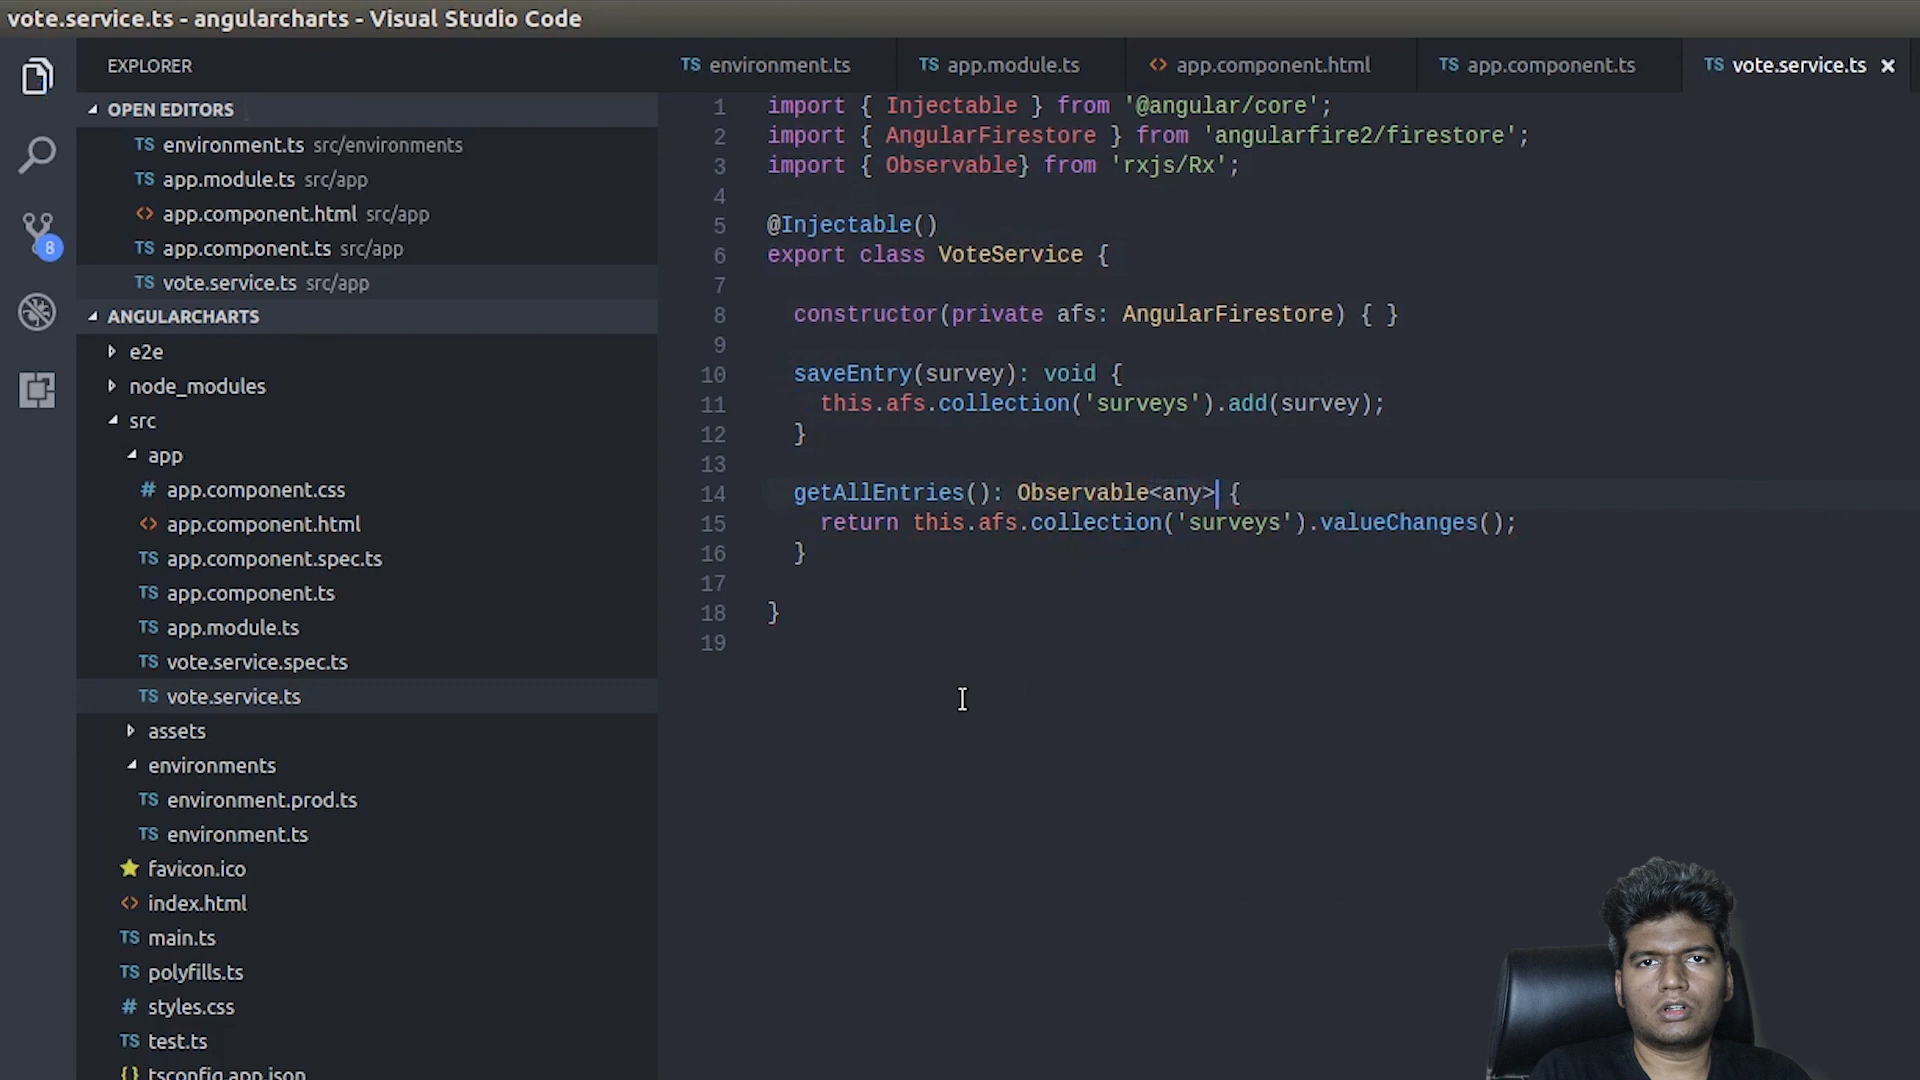 vote.service.ts - angularcharts - Visual Studio Code
EXPLORER
OPEN EDITORS
TS environment.ts src/environments
TS app.module.ts src/app
<> app.component.html src/app
TS app.component.ts src/app
TS vote.service.ts src/app
8
ANGULARCHARTS
e2e
node_modules
src
app
# app.component.css
<> app.component.html
TS app.component.spec.ts
TS app.component.ts
TS app.module.ts
TS vote.service.spec.ts
TS vote.service.ts
assets
environments
TS environment.prod.ts
TS environment.ts
favicon.ico
<> index.html
TS main.ts
TS polyfills.ts
# styles.css
TS test.ts
{} tsconfig.app.json
TS environment.ts TS app.module.ts <> app.component.html TS app.component.ts TS vote.service.ts ×
1 import { Injectable } from '@angular/core';
2 import { AngularFirestore } from 'angularfire2/firestore';
3 import { Observable} from 'rxjs/Rx';
4
5 @Injectable()
6 export class VoteService {
7
8 constructor(private afs: AngularFirestore) { }
9
10 saveEntry(survey): void {
11 this.afs.collection('surveys').add(survey);
12 }
13
14 getAllEntries(): Observable<any> {
15 return this.afs.collection('surveys').valueChanges();
16 }
17
18 }
19